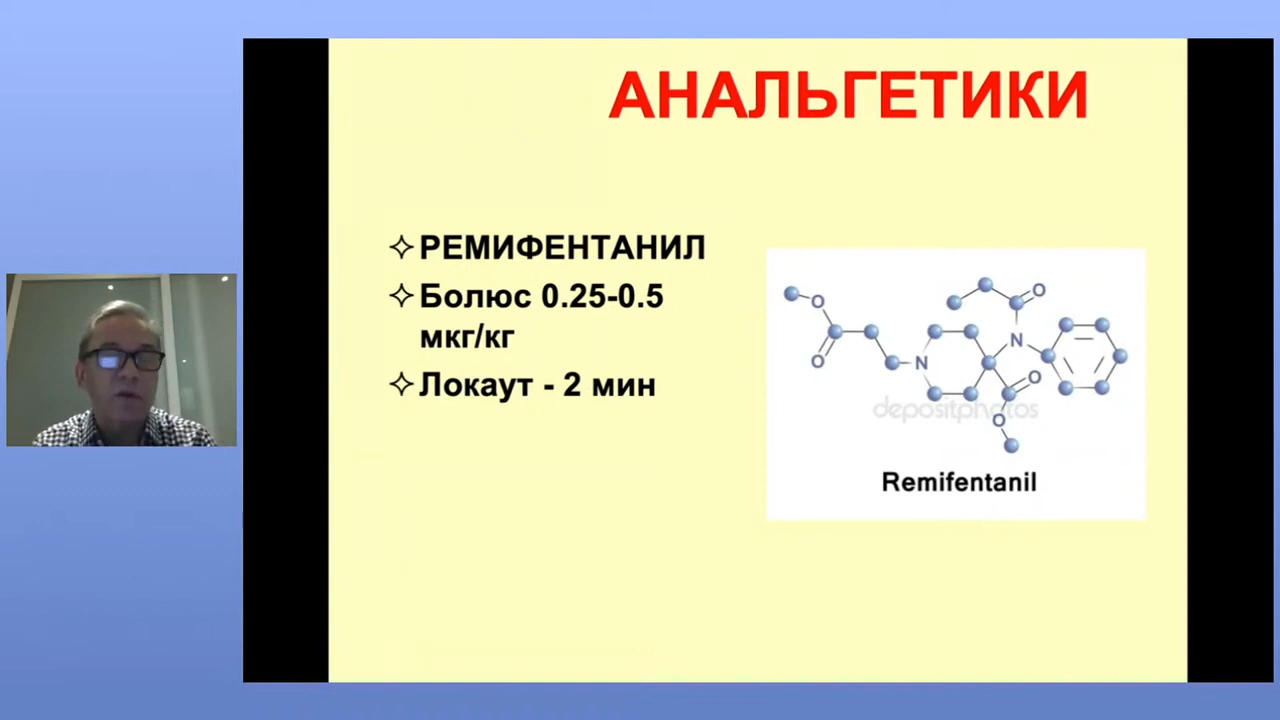 АНАЛЬГЕТИКИ
✧РЕМИФЕНТАНИЛ
✧Болюс 0.25-0.5
мкг/кг
✧Локаут - 2 мин
O
O
O
O
N
N
O
O
depositphotos
Remifentanil